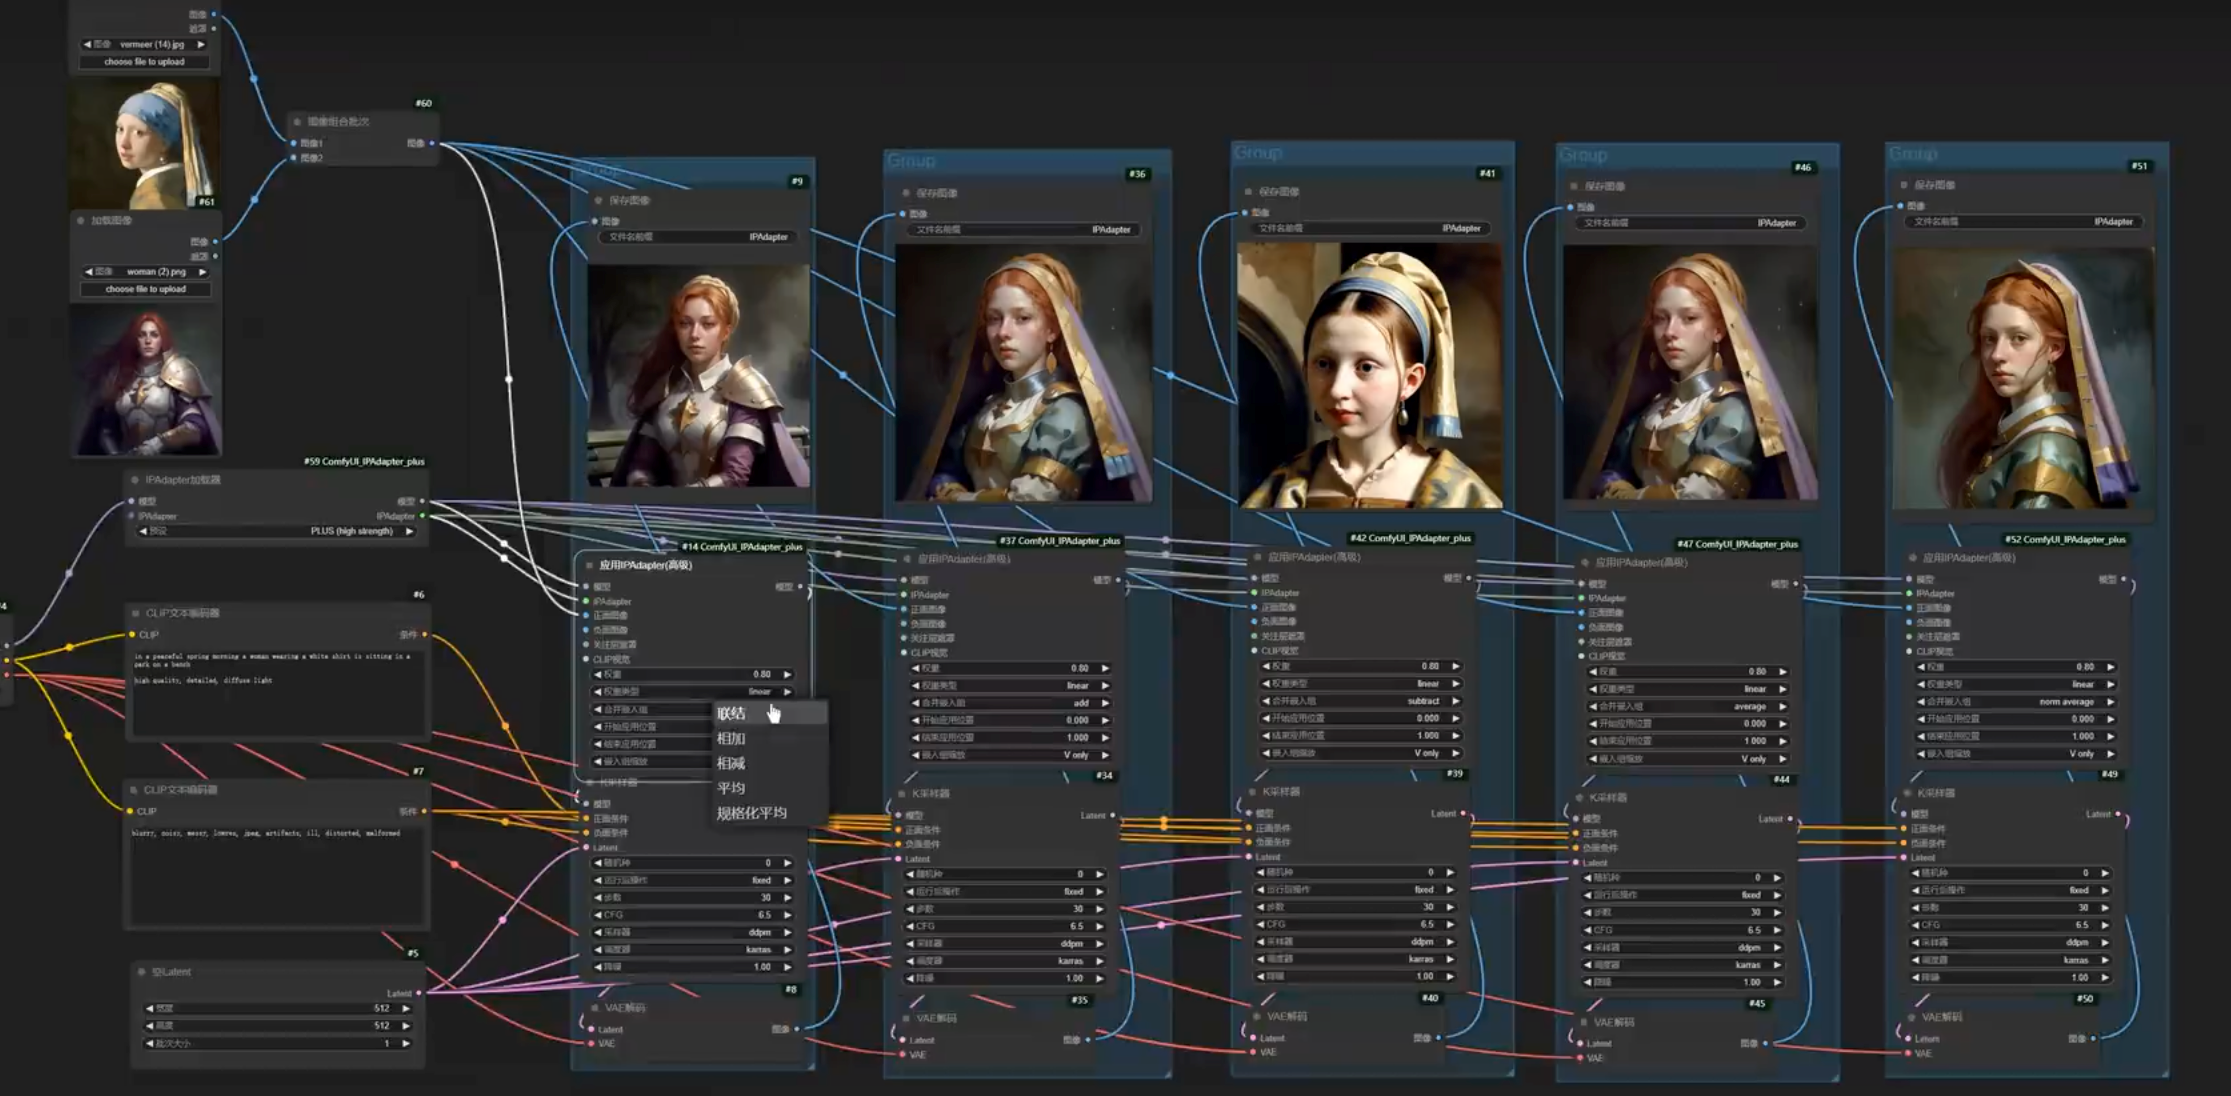 图像
遮罩
图像 vermeer (14).jpg
choose file to upload
#61
加载图像
图像
遮罩
图像 woman (2).png
choose file to upload
#60
图像组合批次
图像1
图像
图像2
#59 ComfyUI_IPAdapter_plus
IPAdapter加载器
模型
模型
IPAdapter
IPAdapter
预设 PLUS (high strength)
#6
CLIP文本编码器
CLIP
条件
in a peaceful spring morning a woman wearing a white shirt is sitting in a
park on a bench
high quality, detailed, diffuse light
#7
CLIP文本编码器
CLIP
条件
blurry, noisy, messy, lowres, jpeg, artifacts, ill, distorted, malformed
#5
空Latent
Latent
宽度 512
高度 512
批次大小 1
Group
#9
保存图像
图像
文件名前缀 IPAdapter
#14 ComfyUI_IPAdapter_plus
应用IPAdapter(高级)
模型
模型
IPAdapter
正面图像
负面图像
关注层遮罩
CLIP视觉
权重 0.80
权重类型 linear
合并嵌入组
开始应用位置
结束应用位置
嵌入组缩放
联结
相加
相减
平均
规格化平均
K采样器
模型
正面条件
负面条件
Latent
随机种 0
运行后操作 fixed
步数 30
CFG 6.5
采样器 ddpm
调度器 karras
降噪 1.00
#8
VAE解码
Latent
图像
VAE
Group
#36
保存图像
图像
文件名前缀 IPAdapter
#37 ComfyUI_IPAdapter_plus
应用IPAdapter(高级)
模型
模型
IPAdapter
正面图像
负面图像
关注层遮罩
CLIP视觉
权重 0.80
权重类型 linear
合并嵌入组 add
开始应用位置 0.000
结束应用位置 1.000
嵌入组缩放 V only
#34
K采样器
模型
Latent
正面条件
负面条件
Latent
随机种 0
运行后操作 fixed
步数 30
CFG 6.5
采样器 ddpm
调度器 karras
降噪 1.00
#35
VAE解码
Latent
图像
VAE
Group
#41
保存图像
图像
文件名前缀 IPAdapter
#42 ComfyUI_IPAdapter_plus
应用IPAdapter(高级)
模型
模型
IPAdapter
正面图像
负面图像
关注层遮罩
CLIP视觉
权重 0.80
权重类型 linear
合并嵌入组 subtract
开始应用位置 0.000
结束应用位置 1.000
嵌入组缩放 V only
#39
K采样器
模型
Latent
正面条件
负面条件
Latent
随机种 0
运行后操作 fixed
步数 30
CFG 6.5
采样器 ddpm
调度器 karras
降噪 1.00
#40
VAE解码
Latent
图像
VAE
Group
#46
保存图像
图像
文件名前缀 IPAdapter
#47 ComfyUI_IPAdapter_plus
应用IPAdapter(高级)
模型
模型
IPAdapter
正面图像
负面图像
关注层遮罩
CLIP视觉
权重 0.80
权重类型 linear
合并嵌入组 average
开始应用位置 0.000
结束应用位置 1.000
嵌入组缩放 V only
#44
K采样器
模型
Latent
正面条件
负面条件
Latent
随机种 0
运行后操作 fixed
步数 30
CFG 6.5
采样器 ddpm
调度器 karras
降噪 1.00
#45
VAE解码
Latent
图像
VAE
Group
#51
保存图像
图像
文件名前缀 IPAdapter
#52 ComfyUI_IPAdapter_plus
应用IPAdapter(高级)
模型
模型
IPAdapter
正面图像
负面图像
关注层遮罩
CLIP视觉
权重 0.80
权重类型 linear
合并嵌入组 norm average
开始应用位置 0.000
结束应用位置 1.000
嵌入组缩放 V only
#49
K采样器
模型
Latent
正面条件
负面条件
Latent
随机种 0
运行后操作 fixed
步数 30
CFG 6.5
采样器 ddpm
调度器 karras
降噪 1.00
#50
VAE解码
Latent
图像
VAE